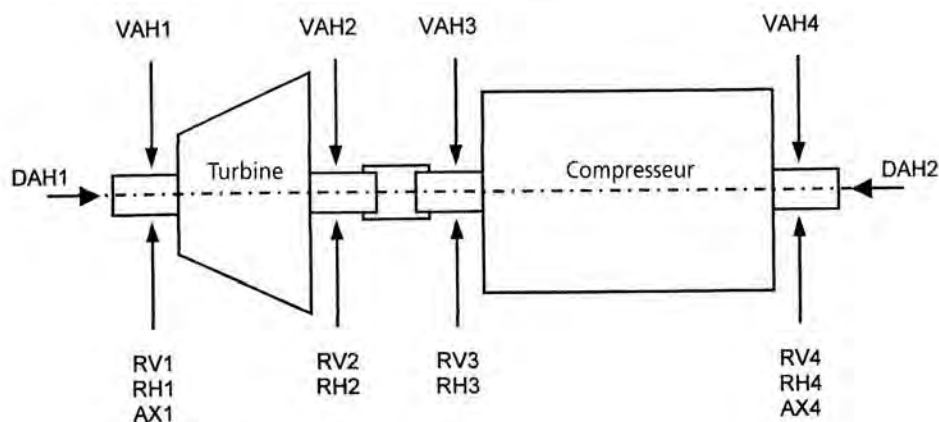 VAH1
VAH2
VAH3
VAH4
DAH1
Turbine
Compresseur
DAH2
RV1
RH1
AX1
RV2
RH2
RV3
RH3
RV4
RH4
AX4